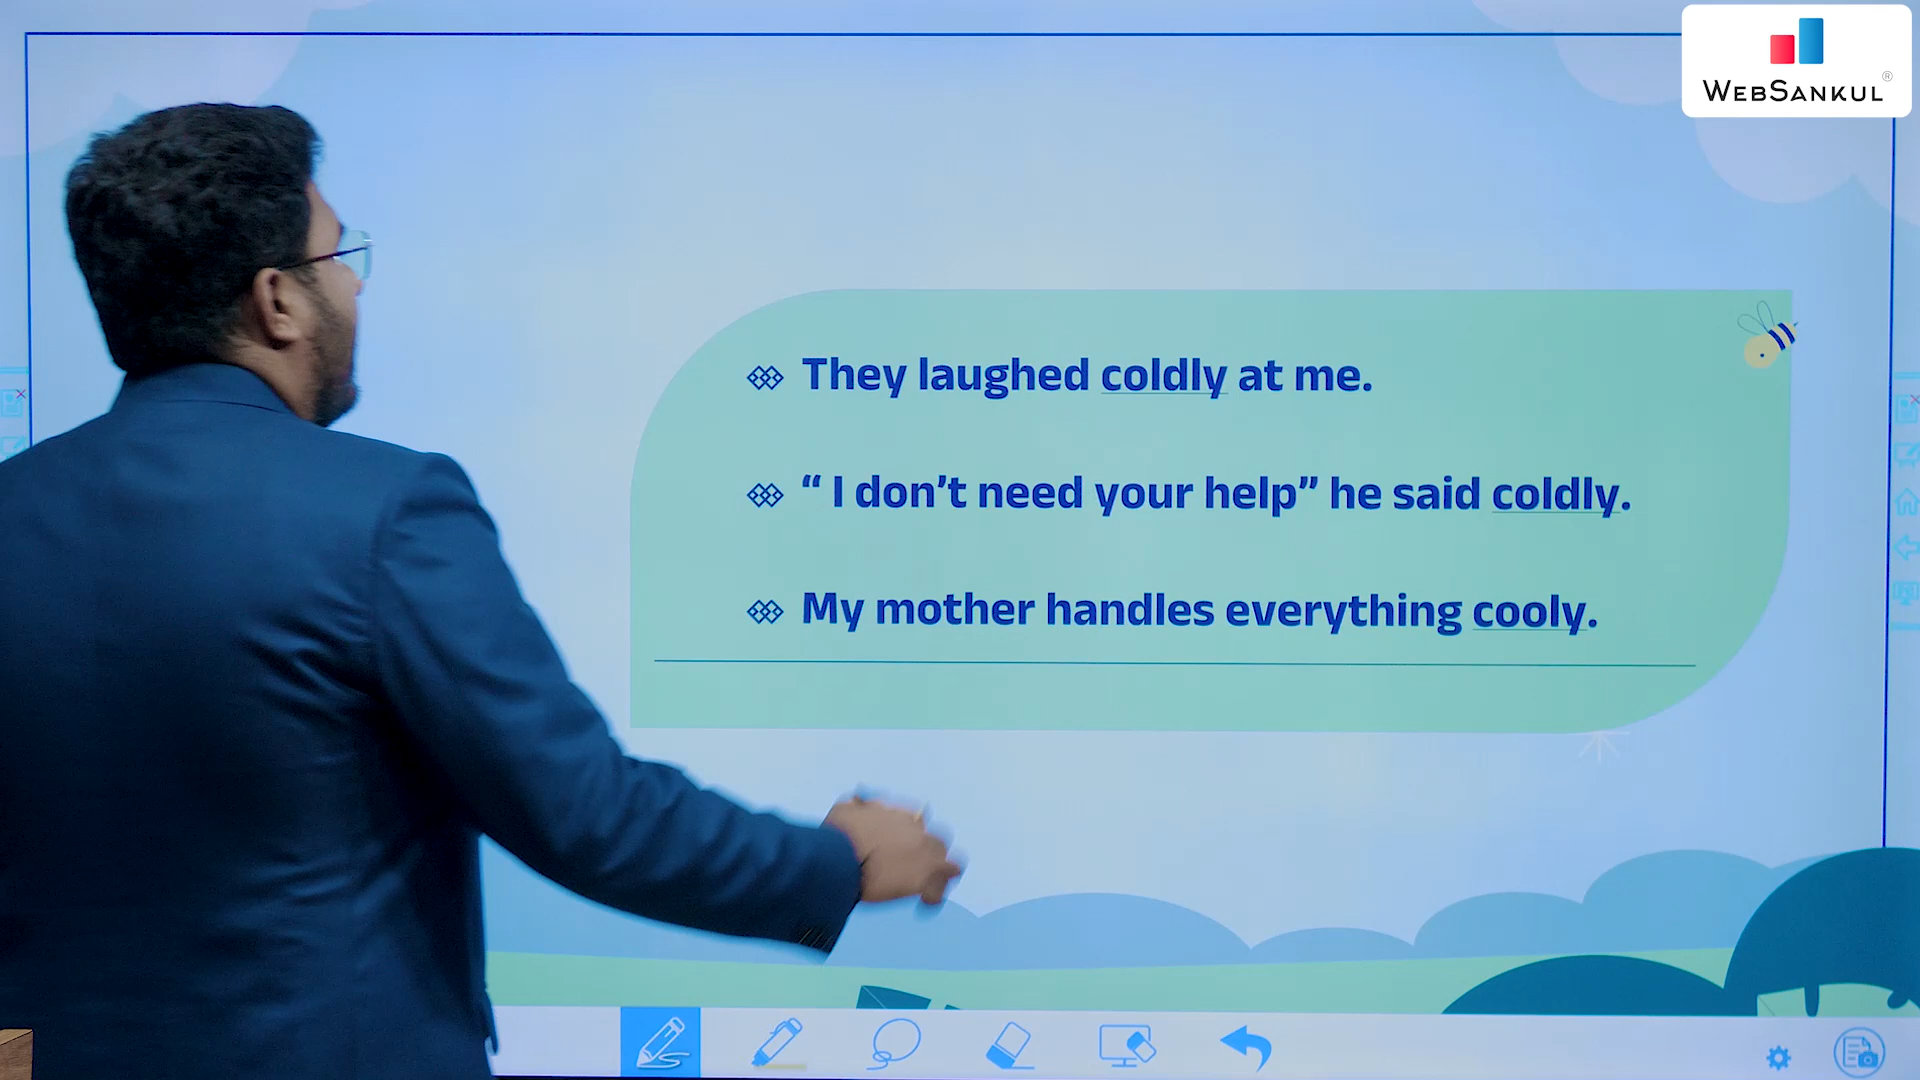 WEBSANKUL®
They laughed coldly at me.
“ I don’t need your help” he said coldly.
My mother handles everything cooly.